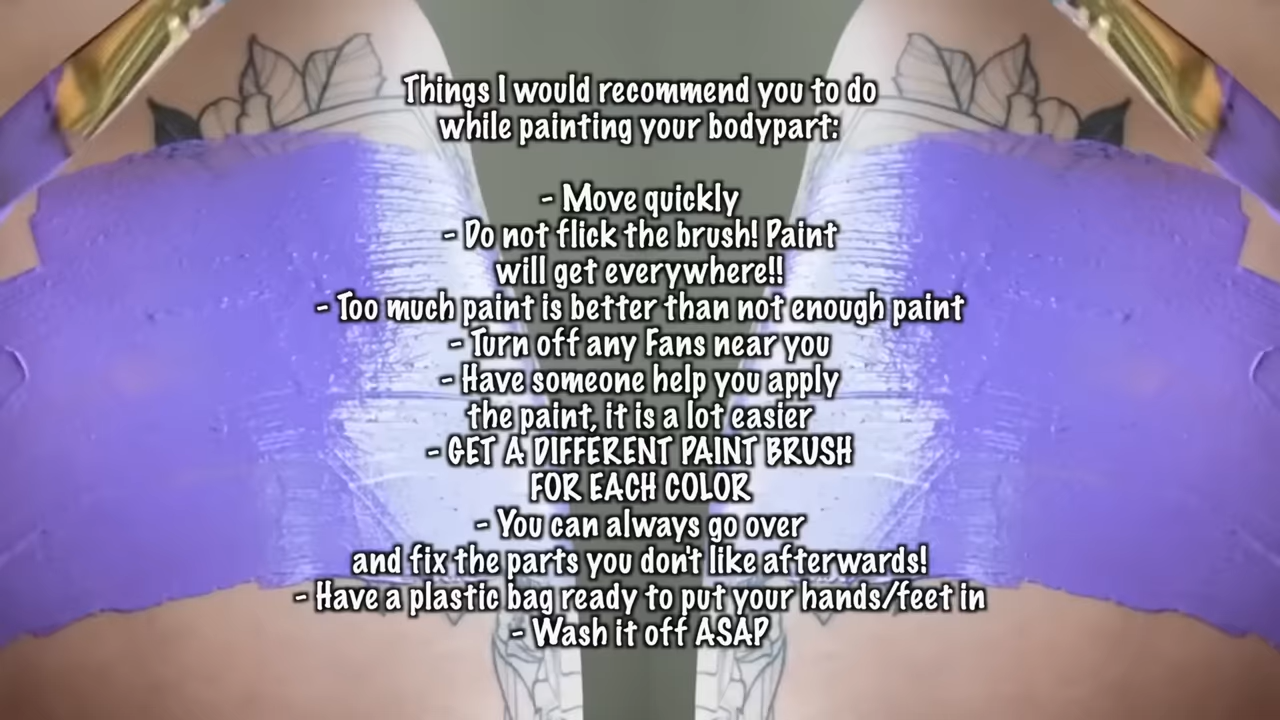 Things I would recommend you to do
while painting your bodypart:
- Move quickly
- Do not flick the brush! Paint
will get everywhere!!
- Too much paint is better than not enough paint
- Turn off any Fans near you
- Have someone help you apply
the paint, it is a lot easier
- GET A DIFFERENT PAINT BRUSH
FOR EACH COLOR
- You can always go over
and fix the parts you don't like afterwards!
- Have a plastic bag ready to put your hands/feet in
- Wash it off ASAP